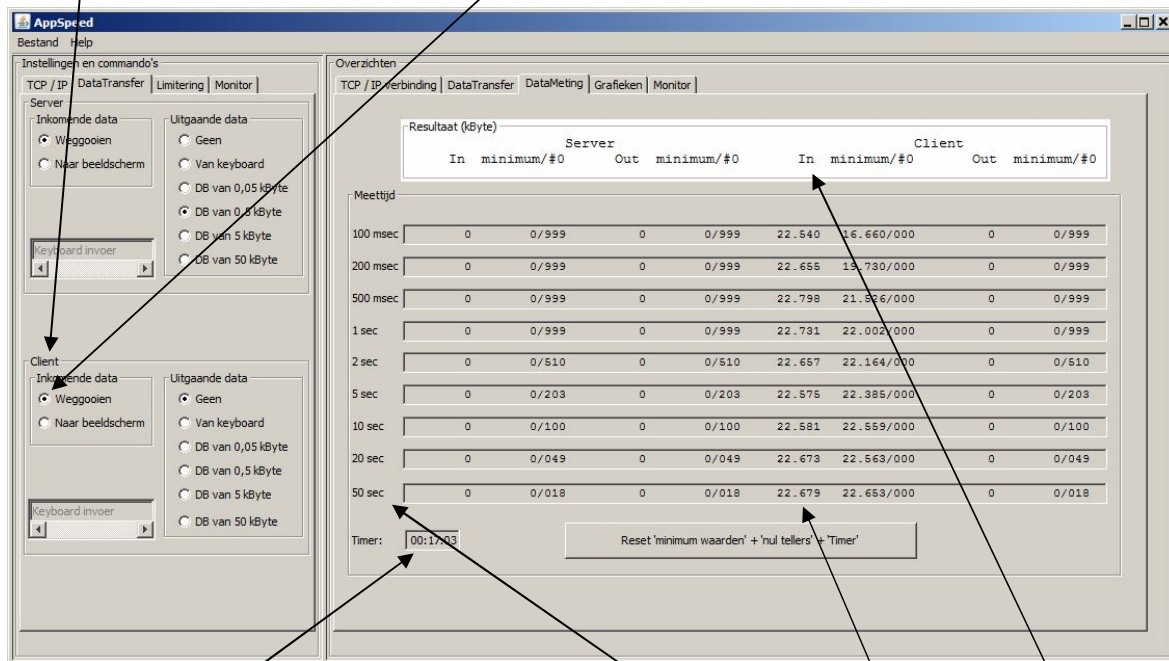 AppSpeed
Bestand Help
Instellingen en commando's
TCP / IP DataTransfer Limitering Monitor
Server
Inkomende data
Weggooien
Naar beeldscherm
Keyboard invoer
Uitgaande data
Geen
Van keyboard
DB van 0,05 kByte
DB van 0,5 kByte
DB van 5 kByte
DB van 50 kByte
Client
Inkomende data
Weggooien
Naar beeldscherm
Keyboard invoer
Uitgaande data
Geen
Van keyboard
DB van 0,05 kByte
DB van 0,5 kByte
DB van 5 kByte
DB van 50 kByte
Overzichten
TCP / IP verbinding DataTransfer DataMeting Grafieken Monitor
Resultaat (kByte)
Server Client
In minimum/#0 Out minimum/#0 In minimum/#0 Out minimum/#0
Meettijd
100 msec 0 0/999 0 0/999 22.540 16.660/000 0 0/999
200 msec 0 0/999 0 0/999 22.655 19.730/000 0 0/999
500 msec 0 0/999 0 0/999 22.798 21.526/000 0 0/999
1 sec 0 0/999 0 0/999 22.731 22.002/000 0 0/999
2 sec 0 0/510 0 0/510 22.657 22.164/000 0 0/510
5 sec 0 0/203 0 0/203 22.575 22.385/000 0 0/203
10 sec 0 0/100 0 0/100 22.581 22.559/000 0 0/100
20 sec 0 0/049 0 0/049 22.673 22.563/000 0 0/049
50 sec 0 0/018 0 0/018 22.679 22.653/000 0 0/018
Timer: 00:17:03 Reset 'minimum waarden' + 'nul tellers' + 'Timer'